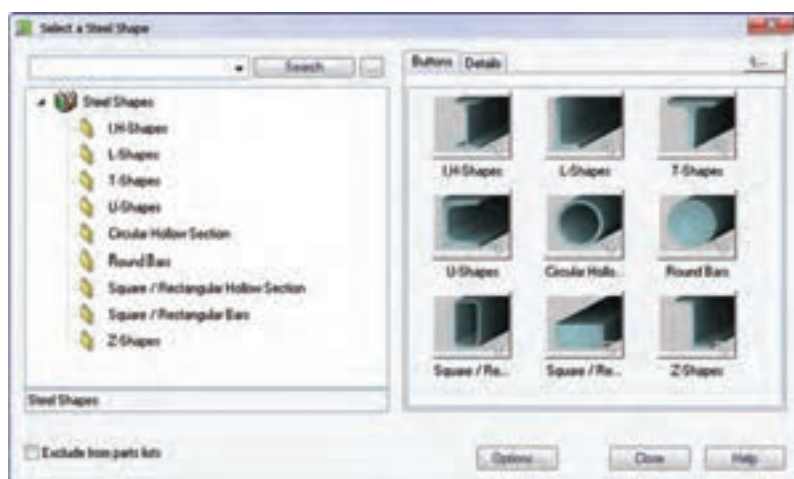 Select a Steel Shape
Search ...
Steel Shapes
I,H-Shapes
L-Shapes
T-Shapes
U-Shapes
Circular Hollow Section
Round Bars
Square / Rectangular Hollow Section
Square / Rectangular Bars
Z-Shapes
Steel Shapes
Exclude from parts lists
Buttons Details
I,H-Shapes L-Shapes T-Shapes
U-Shapes Circular Hollo... Round Bars
Square / Re... Square / Re... Z-Shapes
Options... Close Help